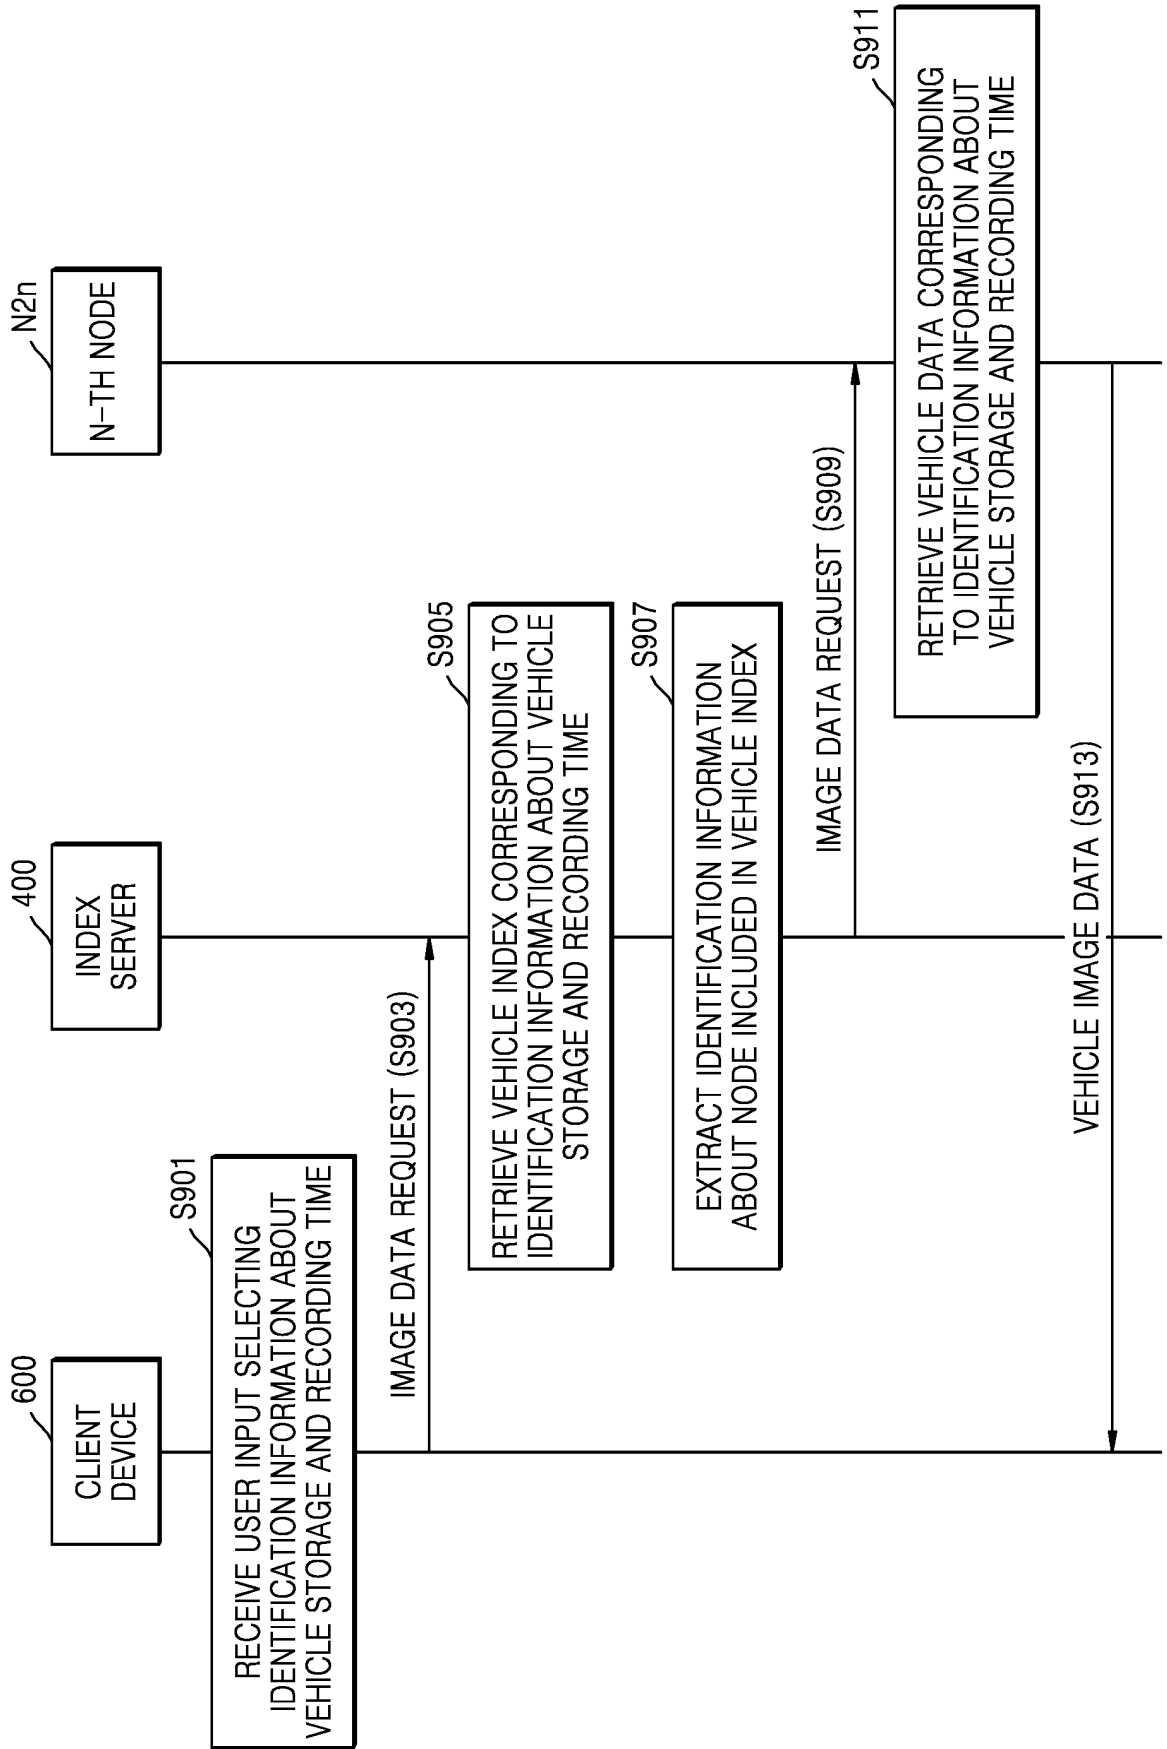 600
CLIENT
DEVICE
400
INDEX
SERVER
N2n
N-TH NODE
S901
RECEIVE USER INPUT SELECTING
IDENTIFICATION INFORMATION ABOUT
VEHICLE STORAGE AND RECORDING TIME
IMAGE DATA REQUEST (S903)
S905
RETRIEVE VEHICLE INDEX CORRESPONDING TO
IDENTIFICATION INFORMATION ABOUT VEHICLE
STORAGE AND RECORDING TIME
S907
EXTRACT IDENTIFICATION INFORMATION
ABOUT NODE INCLUDED IN VEHICLE INDEX
IMAGE DATA REQUEST (S909)
S911
RETRIEVE VEHICLE DATA CORRESPONDING
TO IDENTIFICATION INFORMATION ABOUT
VEHICLE STORAGE AND RECORDING TIME
VEHICLE IMAGE DATA (S913)